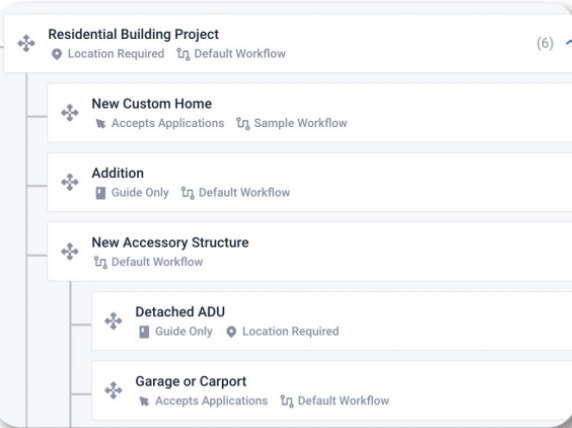 Residential Building Project
(6)
Location Required Default Workflow
New Custom Home
Accepts Applications Sample Workflow
Addition
Guide Only Default Workflow
New Accessory Structure
Default Workflow
Detached ADU
Guide Only Location Required
Garage or Carport
Accepts Applications Default Workflow